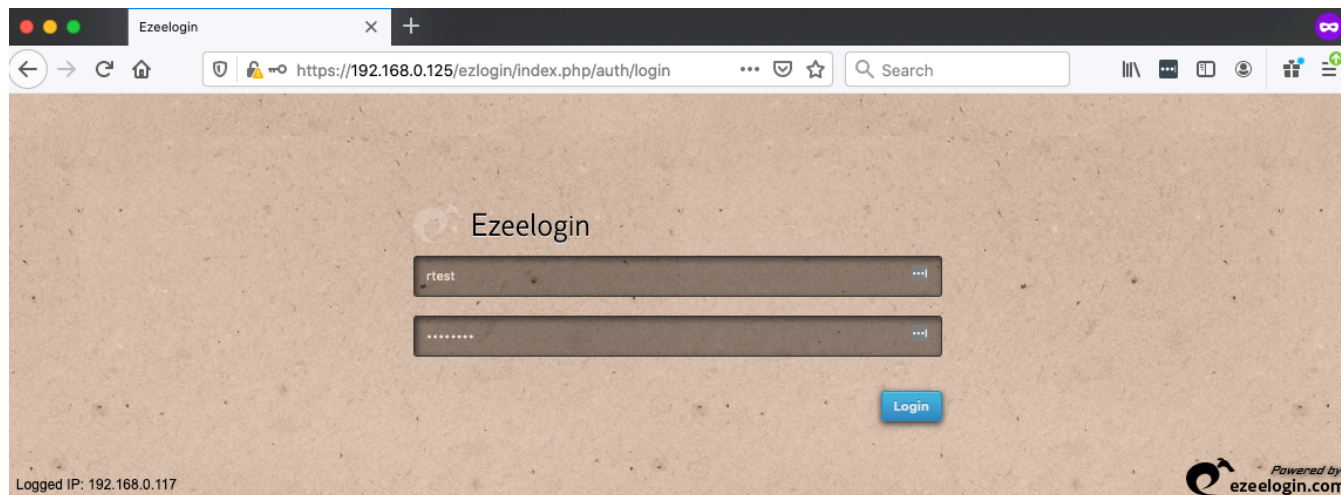 Ezeelogin
https://192.168.0.125/ezlogin/index.php/auth/login
Search
Ezeelogin
rtest
••••••••
Login
Logged IP: 192.168.0.117
Powered by
ezeelogin.com